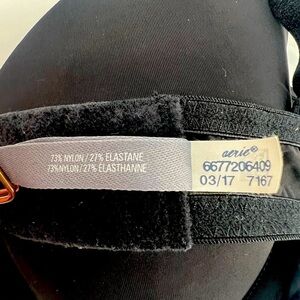 73% NYLON / 27% ELASTANE
73% NYLON / 27% ELASTHANNE
aerie®
6677206409
03/17 7167